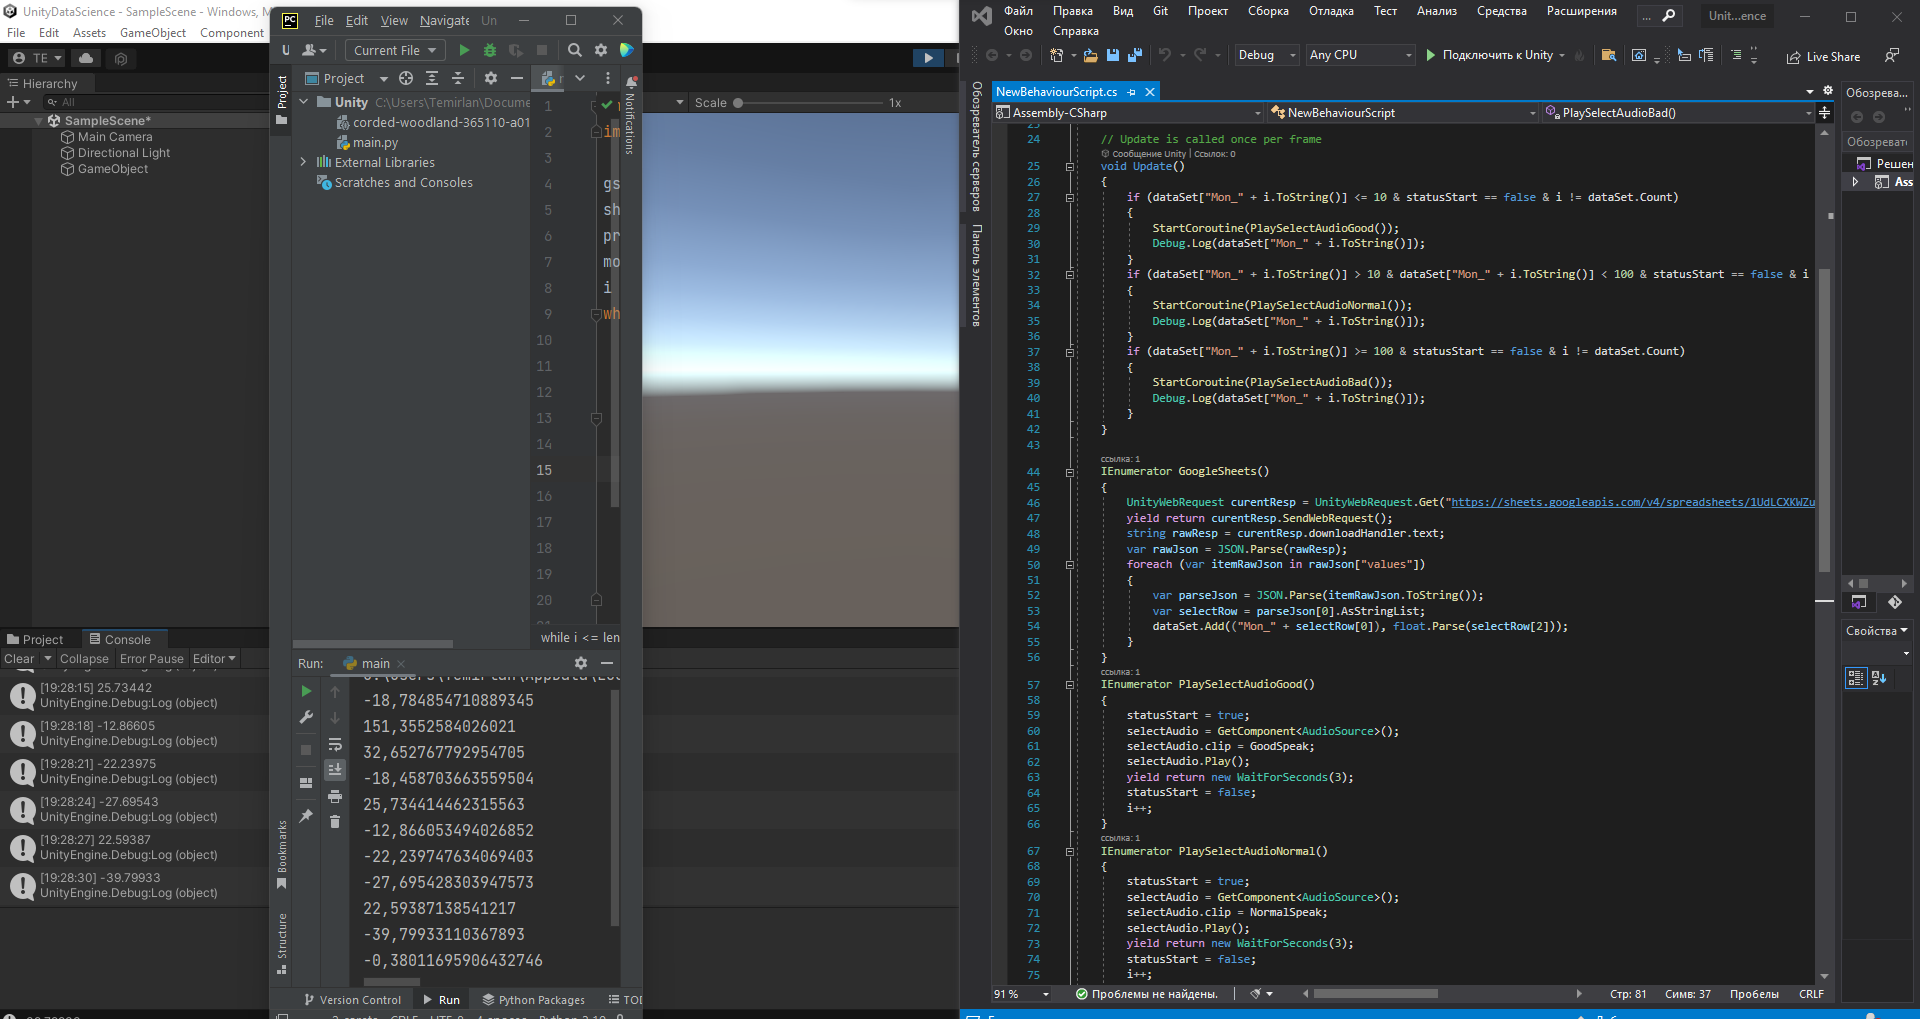 UnityDataScience - SampleScene - Windows, M
File Edit Assets GameObject Component
TE
Hierarchy
All
SampleScene*
Main Camera
Directional Light
GameObject
Project Console
Clear Collapse Error Pause Editor
[19:28:15] 25.73442
UnityEngine.Debug:Log (object)
[19:28:18] -12.86605
UnityEngine.Debug:Log (object)
[19:28:21] -22.23975
UnityEngine.Debug:Log (object)
[19:28:24] -27.69543
UnityEngine.Debug:Log (object)
[19:28:27] 22.59387
UnityEngine.Debug:Log (object)
[19:28:30] -39.79933
UnityEngine.Debug:Log (object)
PC File Edit View Navigate Un
U Current File
Project
Project
Unity C:\Users\Temirlan\Docume
corded-woodland-365110-a01
main.py
External Libraries
Scratches and Consoles
Notifications
1
2 im
3
4 gs
5 sh
6 pr
7 mo
8 i
9 wh
10
11
12
13
14
15
16
17
18
19
20
while i <= len
Run: main
-18,784854710889345
151,3552584026021
32,652767792954705
-18,458703663559504
25,734414462315563
-12,866053494026852
-22,239747634069403
-27,695428303947573
22,59387138541217
-39,79933110367893
-0,38011695906432746
Bookmarks
Structure
Version Control Run Python Packages TOD
Scale 1x
Файл Правка Вид Git Проект Сборка Отладка Тест Анализ Средства Расширения
Окно Справка
... Unit...ence
Debug Any CPU Подключить к Unity Live Share
Обозреватель серверов
Панель элементов
NewBehaviourScript.cs
Assembly-CSharp NewBehaviourScript PlaySelectAudioBad()
23
24 // Update is called once per frame
Сообщение Unity | Ссылок: 0
25 void Update()
26 {
27 if (dataSet["Mon_" + i.ToString()] <= 10 & statusStart == false & i != dataSet.Count)
28 {
29 StartCoroutine(PlaySelectAudioGood());
30 Debug.Log(dataSet["Mon_" + i.ToString()]);
31 }
32 if (dataSet["Mon_" + i.ToString()] > 10 & dataSet["Mon_" + i.ToString()] < 100 & statusStart == false & i
33 {
34 StartCoroutine(PlaySelectAudioNormal());
35 Debug.Log(dataSet["Mon_" + i.ToString()]);
36 }
37 if (dataSet["Mon_" + i.ToString()] >= 100 & statusStart == false & i != dataSet.Count)
38 {
39 StartCoroutine(PlaySelectAudioBad());
40 Debug.Log(dataSet["Mon_" + i.ToString()]);
41 }
42 }
43
ссылка: 1
44 IEnumerator GoogleSheets()
45 {
46 UnityWebRequest curentResp = UnityWebRequest.Get("https://sheets.googleapis.com/v4/spreadsheets/1UdLCXKWZu
47 yield return curentResp.SendWebRequest();
48 string rawResp = curentResp.downloadHandler.text;
49 var rawJson = JSON.Parse(rawResp);
50 foreach (var itemRawJson in rawJson["values"])
51 {
52 var parseJson = JSON.Parse(itemRawJson.ToString());
53 var selectRow = parseJson[0].AsStringList;
54 dataSet.Add(("Mon_" + selectRow[0]), float.Parse(selectRow[2]));
55 }
56 }
ссылка: 1
57 IEnumerator PlaySelectAudioGood()
58 {
59 statusStart = true;
60 selectAudio = GetComponent<AudioSource>();
61 selectAudio.clip = GoodSpeak;
62 selectAudio.Play();
63 yield return new WaitForSeconds(3);
64 statusStart = false;
65 i++;
66 }
ссылка: 1
67 IEnumerator PlaySelectAudioNormal()
68 {
69 statusStart = true;
70 selectAudio = GetComponent<AudioSource>();
71 selectAudio.clip = NormalSpeak;
72 selectAudio.Play();
73 yield return new WaitForSeconds(3);
74 statusStart = false;
75 i++;
91 % Проблемы не найдены. Стр: 81 Симв: 37 Пробелы CRLF
Обозрева...
Обозреват
Решен
Ass
Свойства